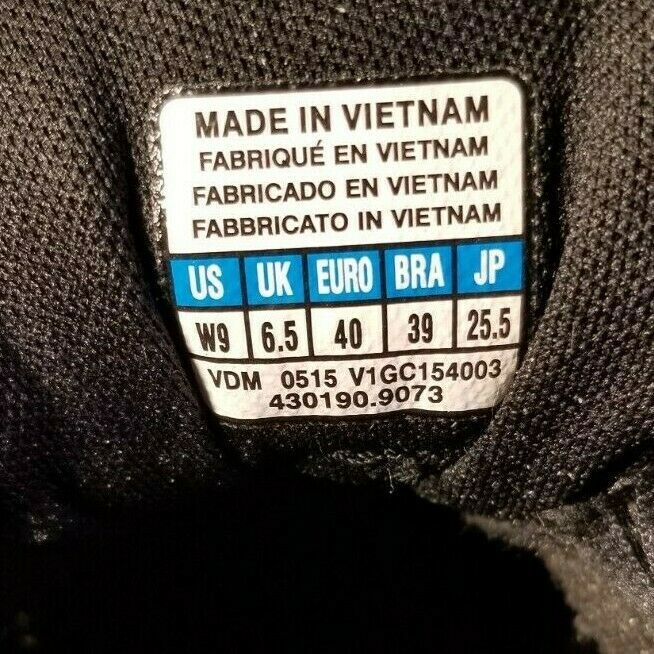 MADE IN VIETNAM
FABRIQUÉ EN VIETNAM
FABRICADO EN VIETNAM
FABBRICATO IN VIETNAM
US UK EURO BRA JP
W9 6.5 40 39 25.5
VDM 0515 V1GC154003
430190.9073